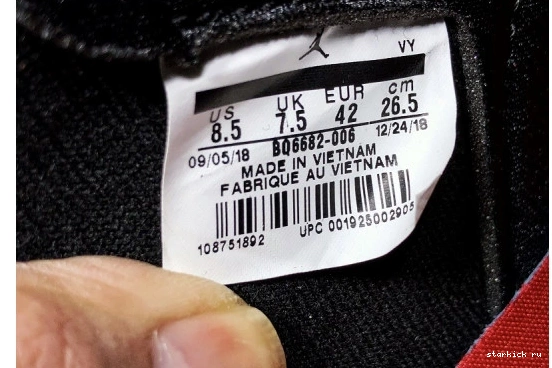 VY
US UK EUR cm
8.5 7.5 42 26.5
09/05/18 BQ6682-006 12/24/18
MADE IN VIETNAM
FABRIQUE AU VIETNAM
108751892 UPC 001925002905
starkick ru